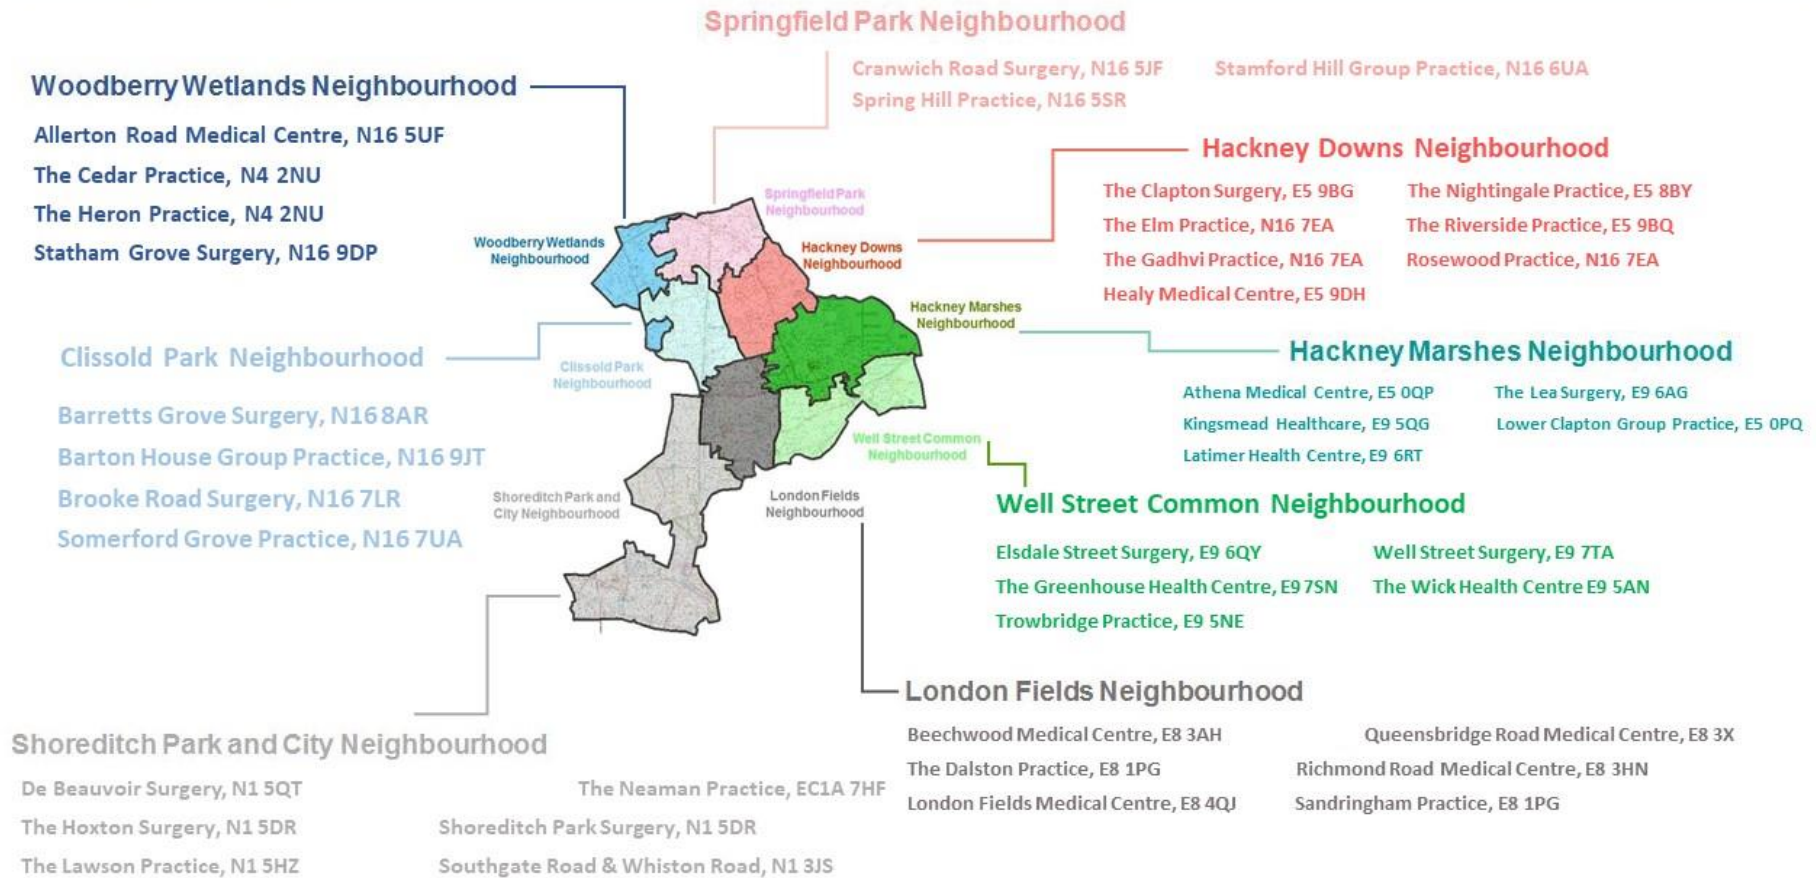 Springfield Park Neighbourhood
Cranwich Road Surgery, N16 5JF
Stamford Hill Group Practice, N16 6UA
Spring Hill Practice, N16 5SR
Woodberry Wetlands Neighbourhood
Allerton Road Medical Centre, N16 5UF
The Cedar Practice, N4 2NU
The Heron Practice, N4 2NU
Statham Grove Surgery, N16 9DP
Hackney Downs Neighbourhood
The Clapton Surgery, E5 9BG
The Nightingale Practice, E5 8BY
The Elm Practice, N16 7EA
The Riverside Practice, E5 9BQ
The Gadhvi Practice, N16 7EA
Rosewood Practice, N16 7EA
Healy Medical Centre, E5 9DH
Springfield Park
Neighbourhood
Woodberry Wetlands
Neighbourhood
Hackney Downs
Neighbourhood
Hackney Marshes
Neighbourhood
Clissold Park
Neighbourhood
Well Street Common
Neighbourhood
Shoreditch Park and
City Neighbourhood
London Fields
Neighbourhood
Clissold Park Neighbourhood
Barretts Grove Surgery, N16 8AR
Barton House Group Practice, N16 9JT
Brooke Road Surgery, N16 7LR
Somerford Grove Practice, N16 7UA
Hackney Marshes Neighbourhood
Athena Medical Centre, E5 0QP
The Lea Surgery, E9 6AG
Kingsmead Healthcare, E9 5QG
Lower Clapton Group Practice, E5 0PQ
Latimer Health Centre, E9 6RT
Well Street Common Neighbourhood
Elsdale Street Surgery, E9 6QY
Well Street Surgery, E9 7TA
The Greenhouse Health Centre, E9 7SN
The Wick Health Centre E9 5AN
Trowbridge Practice, E9 5NE
London Fields Neighbourhood
Beechwood Medical Centre, E8 3AH
Queensbridge Road Medical Centre, E8 3X
The Dalston Practice, E8 1PG
Richmond Road Medical Centre, E8 3HN
London Fields Medical Centre, E8 4QJ
Sandringham Practice, E8 1PG
Shoreditch Park and City Neighbourhood
De Beauvoir Surgery, N1 5QT
The Neaman Practice, EC1A 7HF
The Hoxton Surgery, N1 5DR
Shoreditch Park Surgery, N1 5DR
The Lawson Practice, N1 5HZ
Southgate Road & Whiston Road, N1 3JS